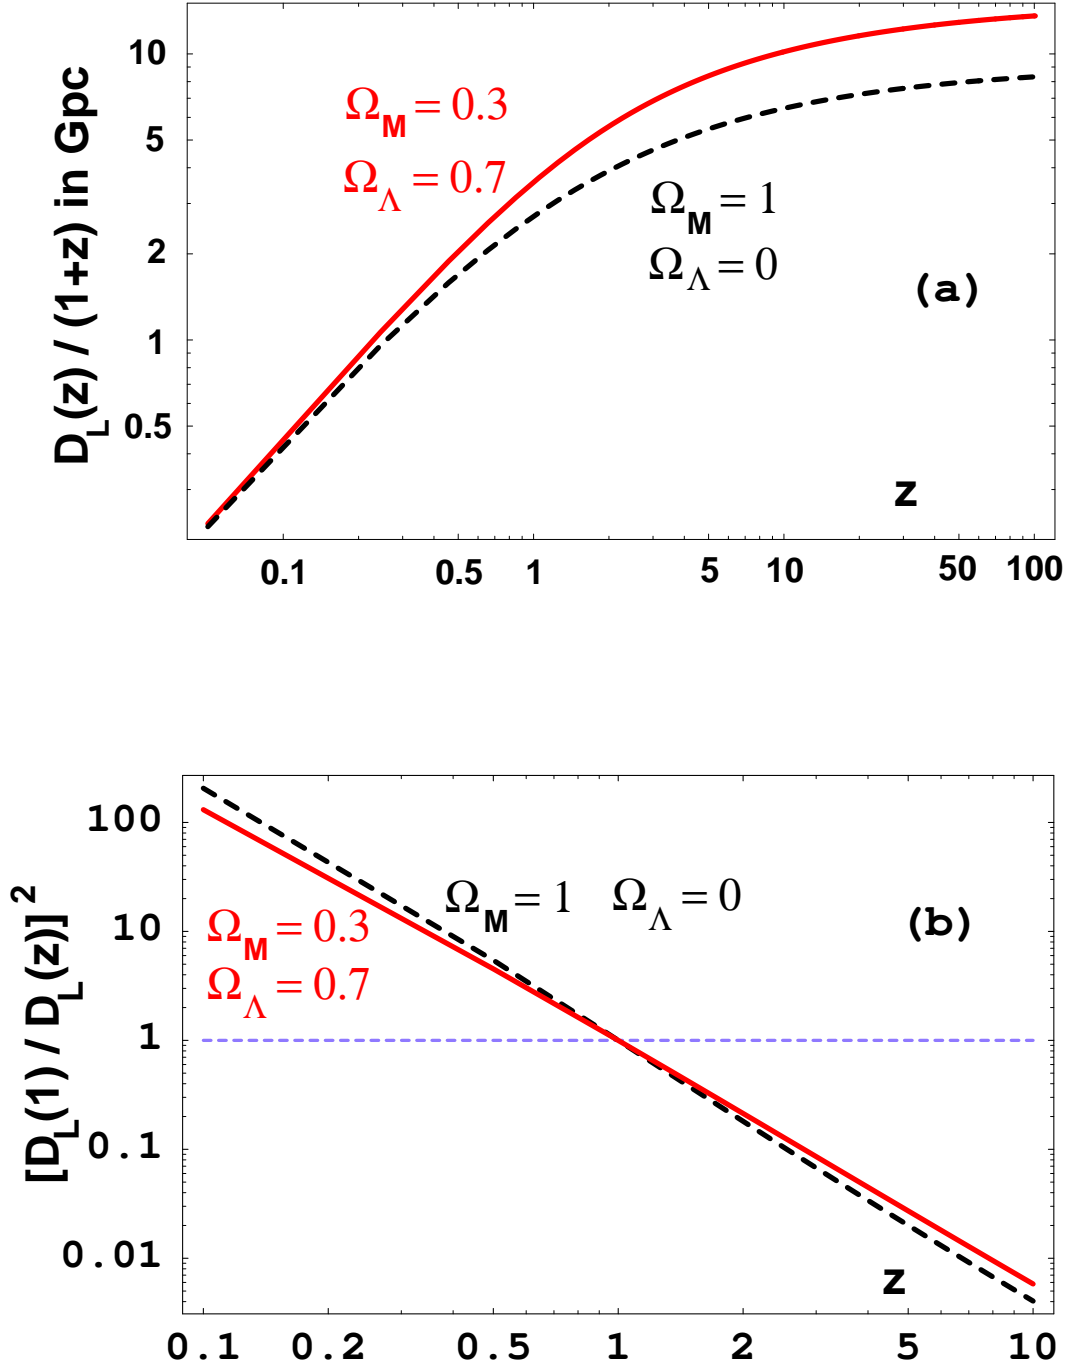 D_L(z) / (1+z) in Gpc
10
5
2
1
0.5
Ω_M = 0.3
Ω_Λ = 0.7
Ω_M = 1
Ω_Λ = 0
(a)
z
0.1 0.5 1 5 10 50 100
[D_L(1) / D_L(z)]²
100
10
1
0.1
0.01
Ω_M = 1 Ω_Λ = 0
(b)
Ω_M = 0.3
Ω_Λ = 0.7
z
0.1 0.2 0.5 1 2 5 10